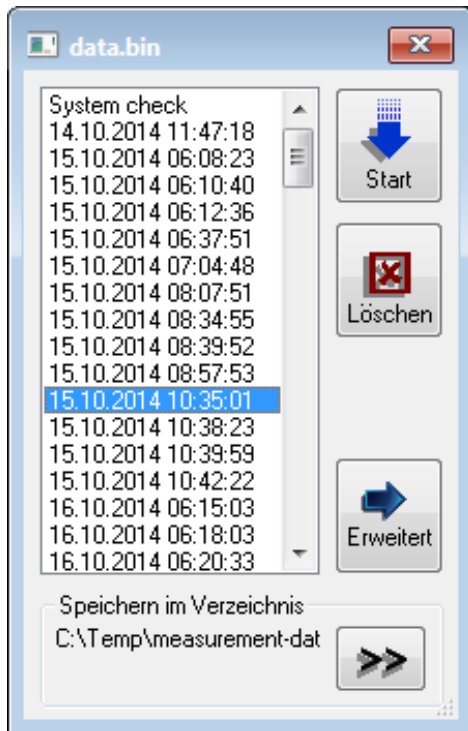 data.bin
System check
14.10.2014 11:47:18
15.10.2014 06:08:23
15.10.2014 06:10:40
15.10.2014 06:12:36
15.10.2014 06:37:51
15.10.2014 07:04:48
15.10.2014 08:07:51
15.10.2014 08:34:55
15.10.2014 08:39:52
15.10.2014 08:57:53
15.10.2014 10:35:01
15.10.2014 10:38:23
15.10.2014 10:39:59
15.10.2014 10:42:22
16.10.2014 06:15:03
16.10.2014 06:18:03
16.10.2014 06:20:33
Start
Löschen
Erweitert
Speichern im Verzeichnis
C:\Temp\measurement-dat
>>